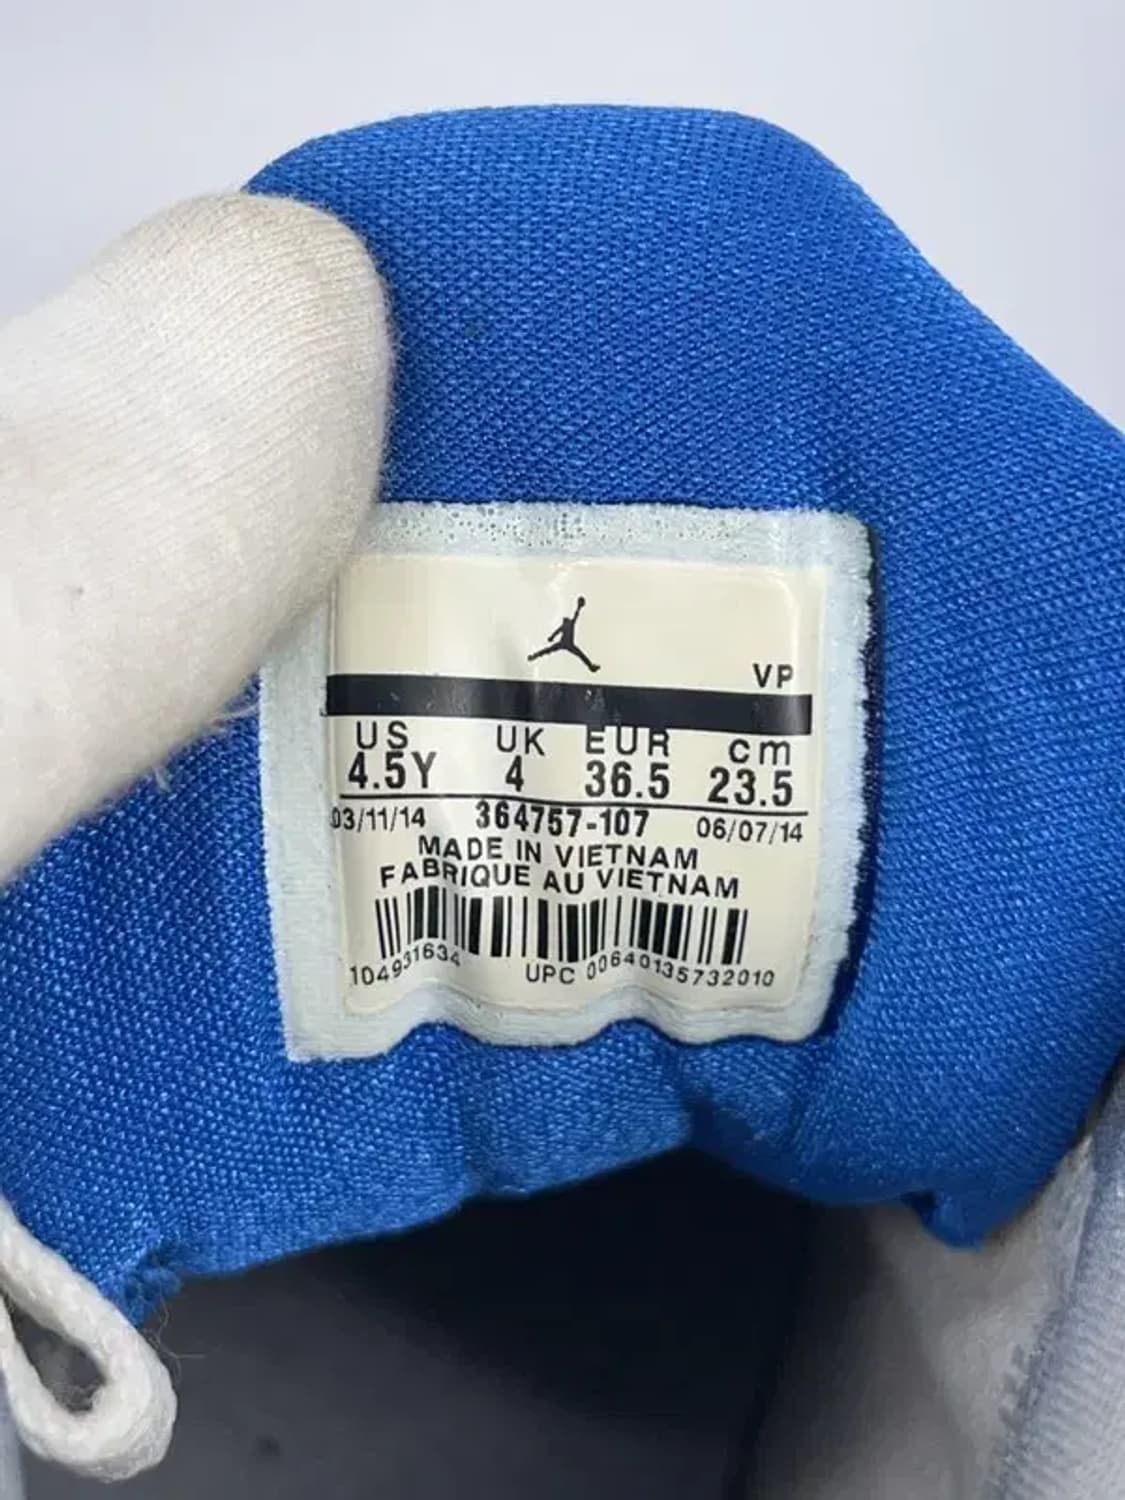 VP
US UK EUR cm
4.5Y 4 36.5 23.5
03/11/14 364757-107 06/07/14
MADE IN VIETNAM
FABRIQUE AU VIETNAM
104931634 UPC 00640135732010